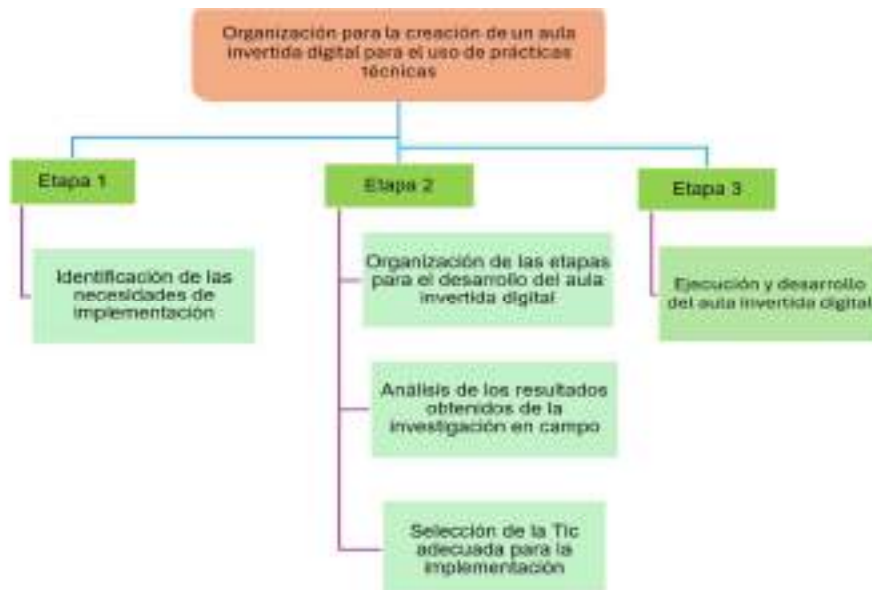 Organización para la creación de un aula
invertida digital para el uso de prácticas
técnicas
Etapa 1
Etapa 2
Etapa 3
Identificación de las
necesidades de
implementación
Organización de las etapas
para el desarrollo del aula
invertida digital
Análisis de los resultados
obtenidos de la
investigación en campo
Selección de la Tic
adecuada para la
implementación
Ejecución y desarrollo
del aula invertida digital